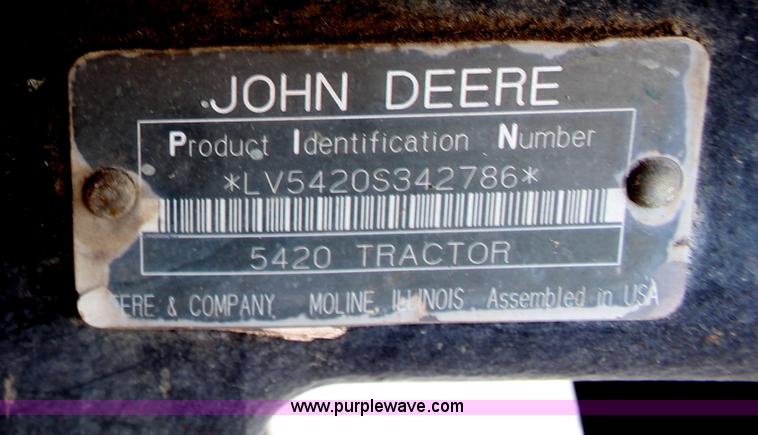 JOHN DEERE
Product Identification Number
*LV5420S342786*
5420 TRACTOR
ERE & COMPANY MOLINE, ILLINOIS Assembled in USA
www.purplewave.com